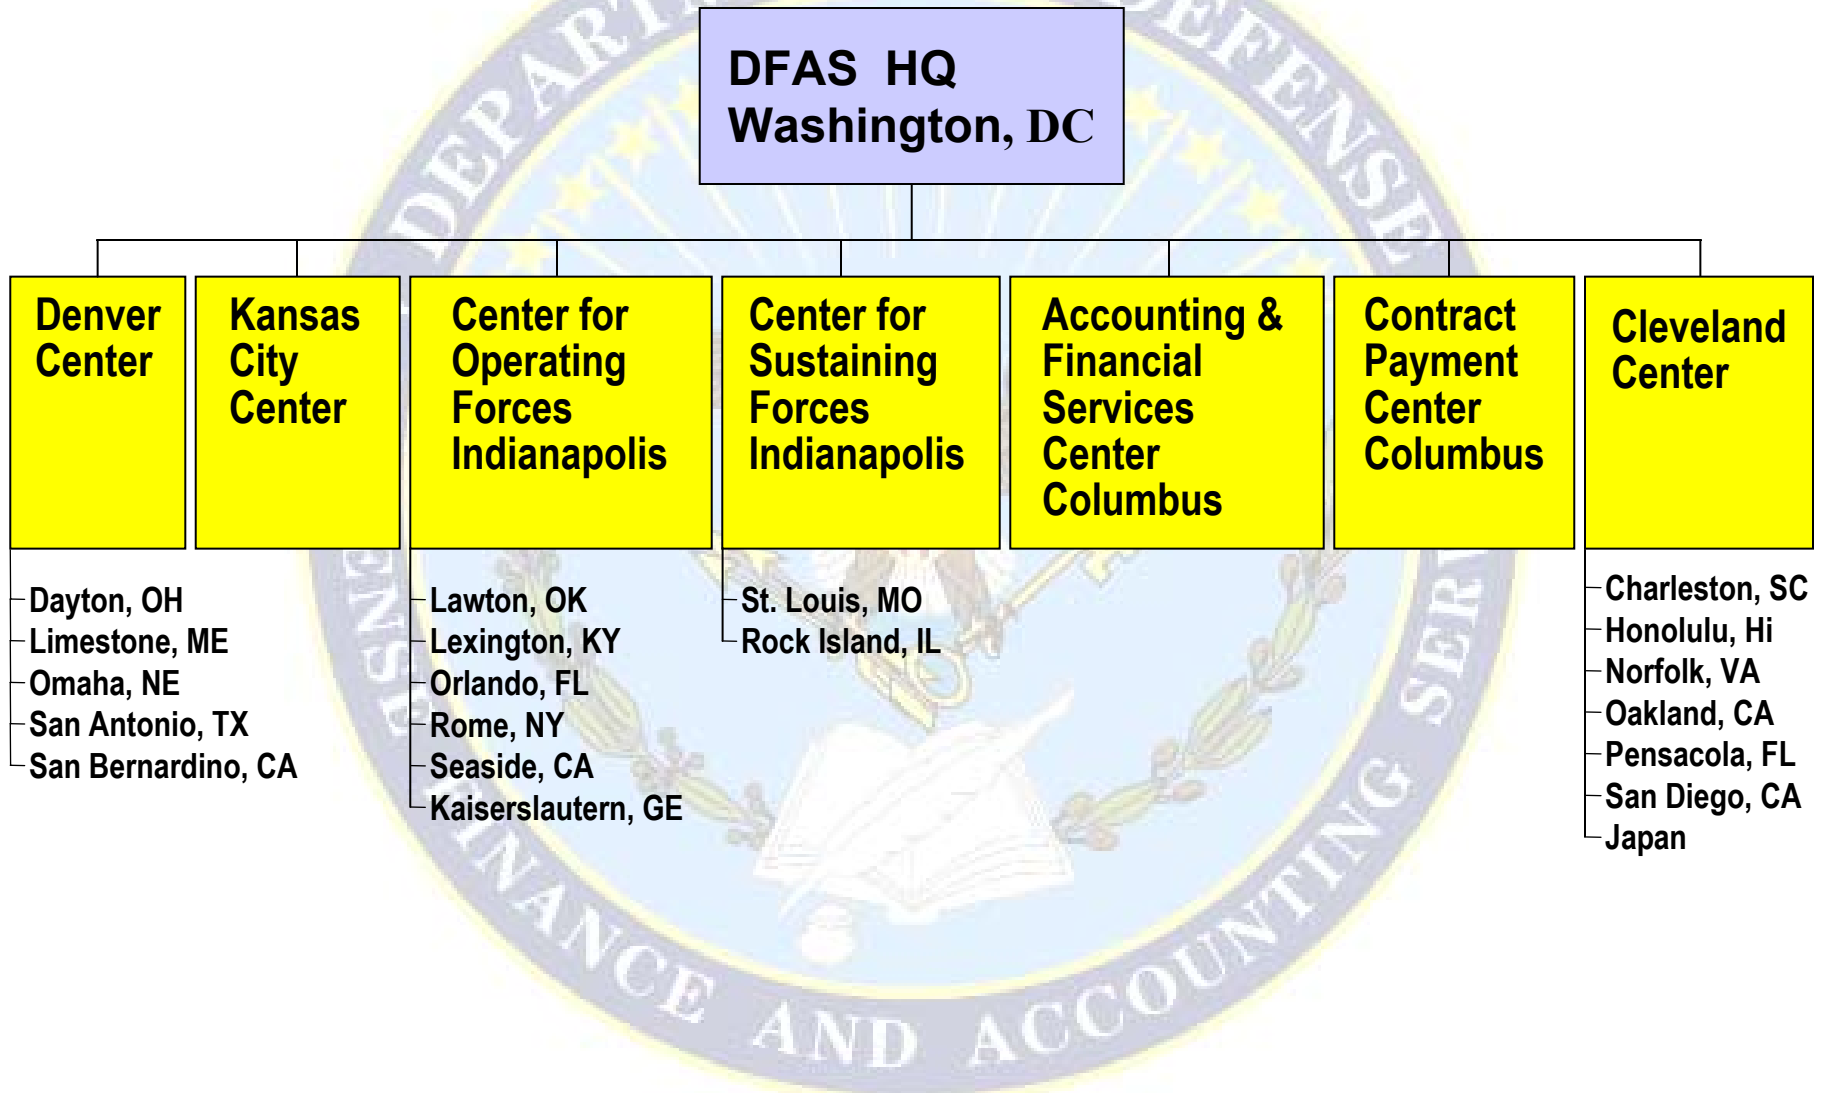 DFAS HQ
Washington, DC
Denver
Center
Kansas
City
Center
Center for
Operating
Forces
Indianapolis
Center for
Sustaining
Forces
Indianapolis
Accounting &
Financial
Services
Center
Columbus
Contract
Payment
Center
Columbus
Cleveland
Center
Dayton, OH
Limestone, ME
Omaha, NE
San Antonio, TX
San Bernardino, CA
Lawton, OK
Lexington, KY
Orlando, FL
Rome, NY
Seaside, CA
Kaiserslautern, GE
St. Louis, MO
Rock Island, IL
Charleston, SC
Honolulu, Hi
Norfolk, VA
Oakland, CA
Pensacola, FL
San Diego, CA
Japan
FINANCE AND ACCOUNTING